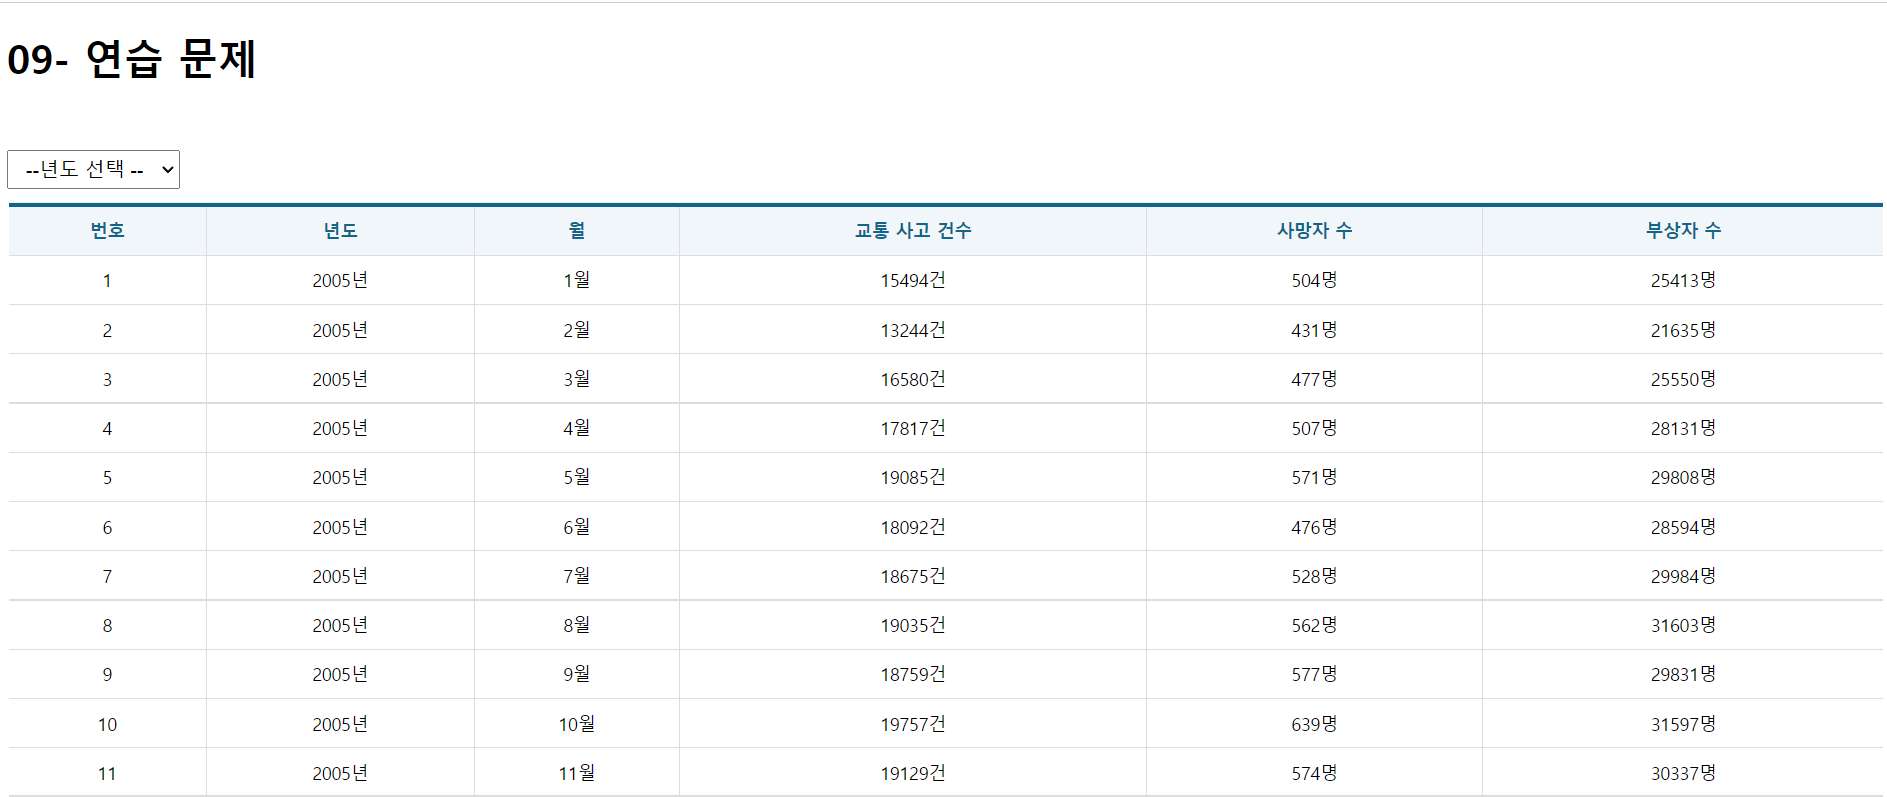 09- 연습 문제
--년도 선택 --
번호 년도 월 교통 사고 건수 사망자 수 부상자 수
1 2005년 1월 15494건 504명 25413명
2 2005년 2월 13244건 431명 21635명
3 2005년 3월 16580건 477명 25550명
4 2005년 4월 17817건 507명 28131명
5 2005년 5월 19085건 571명 29808명
6 2005년 6월 18092건 476명 28594명
7 2005년 7월 18675건 528명 29984명
8 2005년 8월 19035건 562명 31603명
9 2005년 9월 18759건 577명 29831명
10 2005년 10월 19757건 639명 31597명
11 2005년 11월 19129건 574명 30337명